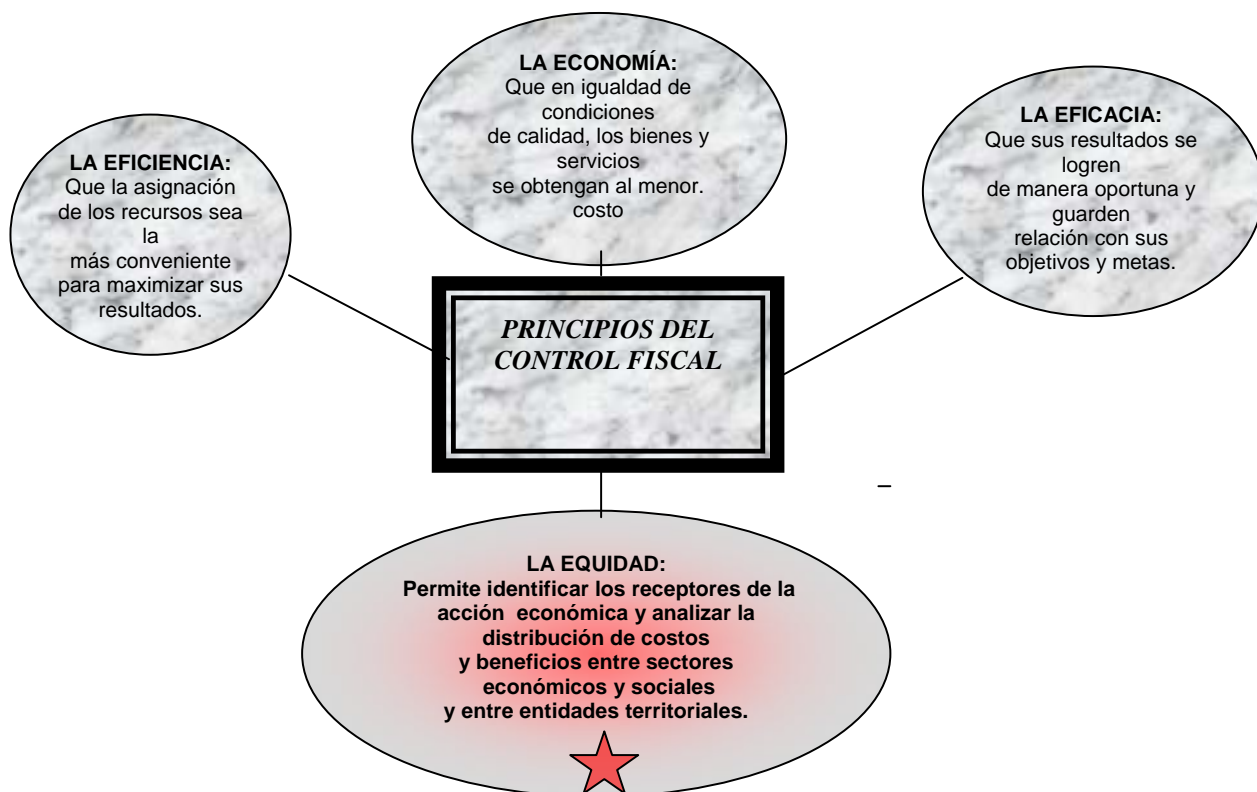 LA ECONOMÍA:
Que en igualdad de
condiciones
de calidad, los bienes y
servicios
se obtengan al menor.
costo
LA EFICIENCIA:
Que la asignación
de los recursos sea
la
más conveniente
para maximizar sus
resultados.
LA EFICACIA:
Que sus resultados se
logren
de manera oportuna y
guarden
relación con sus
objetivos y metas.
PRINCIPIOS DEL
CONTROL FISCAL
–
LA EQUIDAD:
Permite identificar los receptores de la
acción económica y analizar la
distribución de costos
y beneficios entre sectores
económicos y sociales
y entre entidades territoriales.